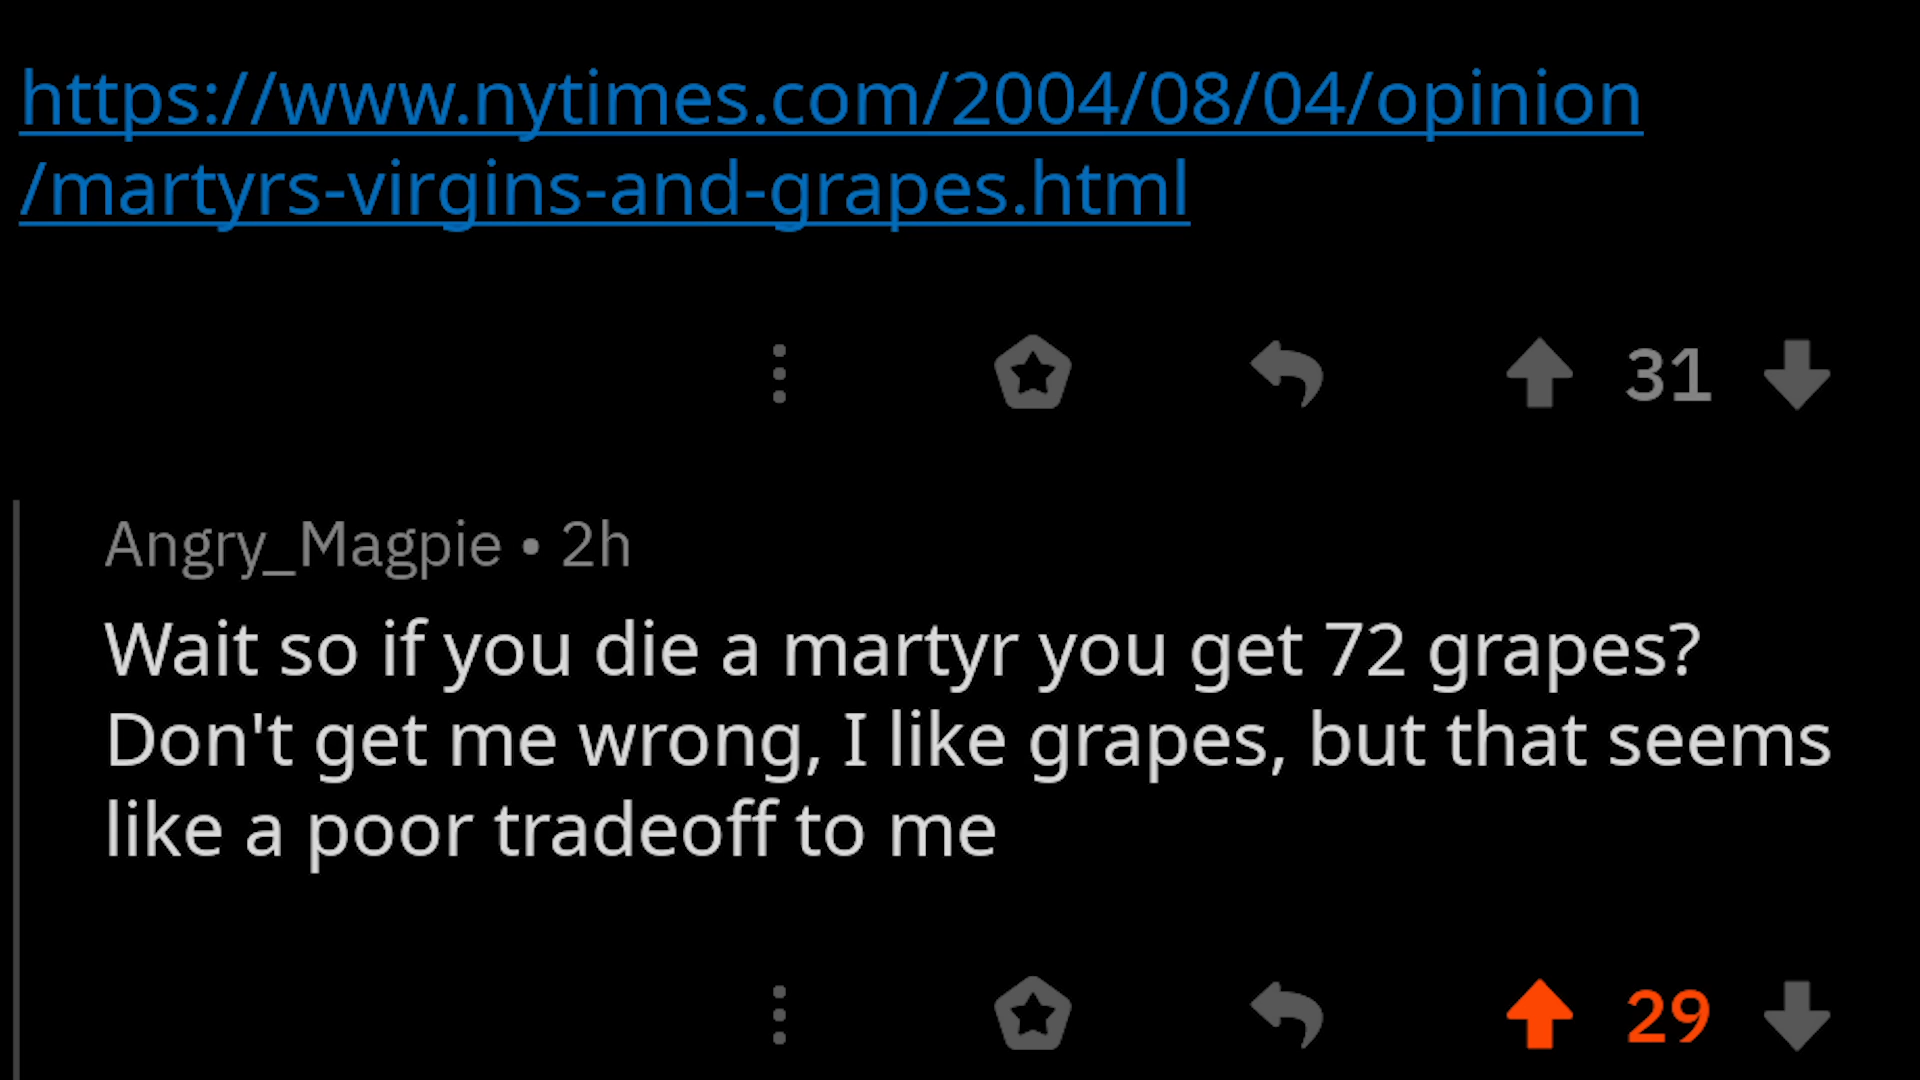 https://www.nytimes.com/2004/08/04/opinion
/martyrs-virgins-and-grapes.html
31
Angry_Magpie • 2h
Wait so if you die a martyr you get 72 grapes?
Don't get me wrong, I like grapes, but that seems
like a poor tradeoff to me
29